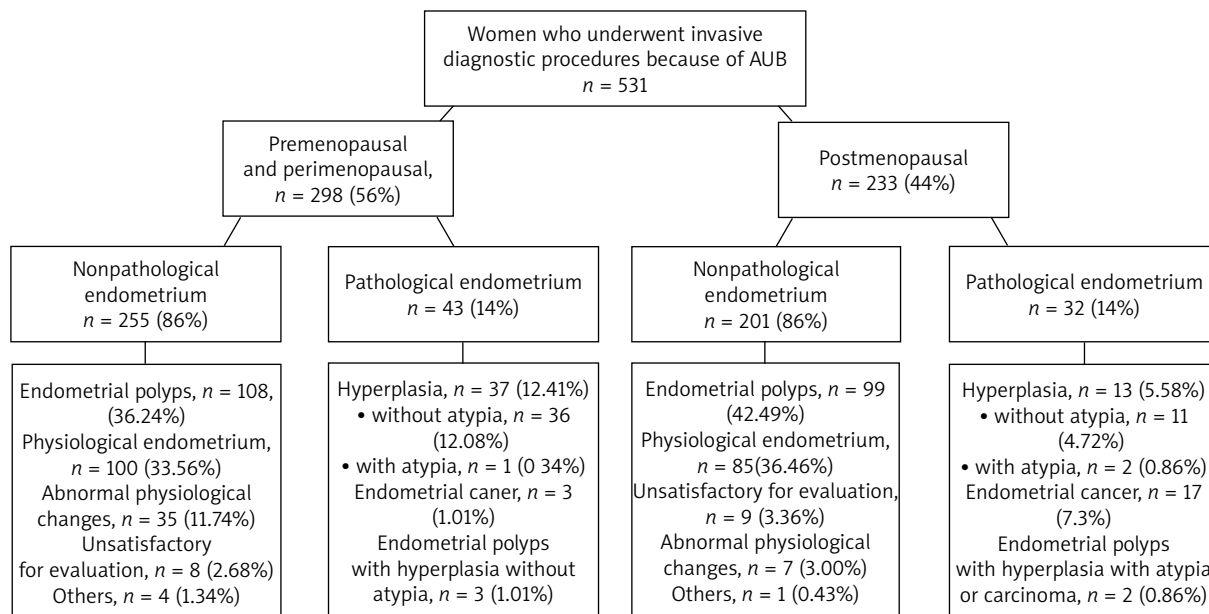 Women who underwent invasive
diagnostic procedures because of AUB
n = 531
Premenopausal
and perimenopausal,
n = 298 (56%)
Postmenopausal
n = 233 (44%)
Nonpathological
endometrium
n = 255 (86%)
Pathological endometrium
n = 43 (14%)
Nonpathological
endometrium
n = 201 (86%)
Pathological endometrium
n = 32 (14%)
Endometrial polyps, n = 108,
(36.24%)
Physiological endometrium,
n = 100 (33.56%)
Abnormal physiological
changes, n = 35 (11.74%)
Unsatisfactory
for evaluation, n = 8 (2.68%)
Others, n = 4 (1.34%)
Hyperplasia, n = 37 (12.41%)
• without atypia, n = 36
(12.08%)
• with atypia, n = 1 (0 34%)
Endometrial caner, n = 3
(1.01%)
Endometrial polyps
with hyperplasia without
atypia, n = 3 (1.01%)
Endometrial polyps, n = 99
(42.49%)
Physiological endometrium,
n = 85(36.46%)
Unsatisfactory for evaluation,
n = 9 (3.36%)
Abnormal physiological
changes, n = 7 (3.00%)
Others, n = 1 (0.43%)
Hyperplasia, n = 13 (5.58%)
• without atypia, n = 11
(4.72%)
• with atypia, n = 2 (0.86%)
Endometrial cancer, n = 17
(7.3%)
Endometrial polyps
with hyperplasia with atypia
or carcinoma, n = 2 (0.86%)